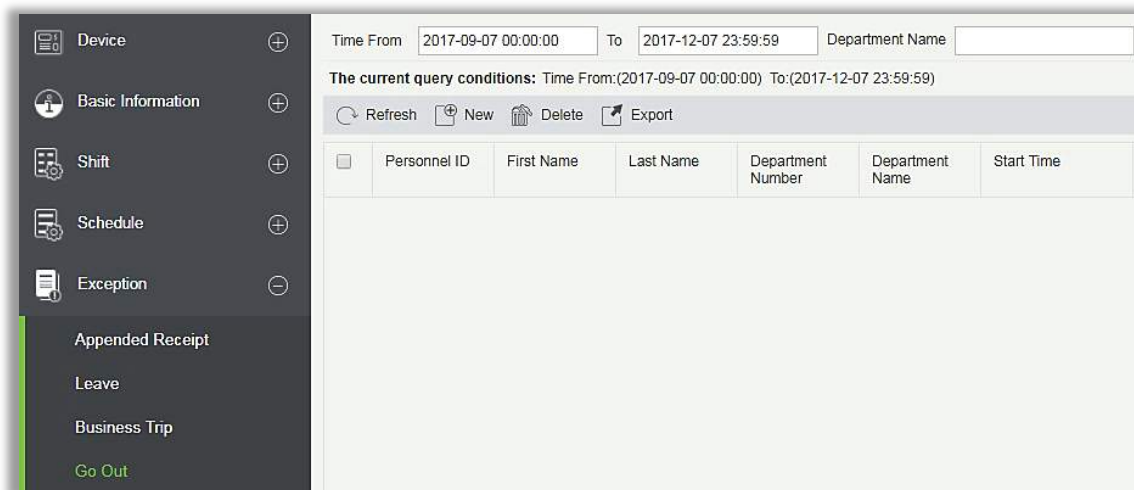 Device
Basic Information
Shift
Schedule
Exception
Appended Receipt
Leave
Business Trip
Go Out
Time From 2017-09-07 00:00:00 To 2017-12-07 23:59:59 Department Name
The current query conditions: Time From:(2017-09-07 00:00:00) To:(2017-12-07 23:59:59)
Refresh New Delete Export
Personnel ID First Name Last Name Department Number Department Name Start Time